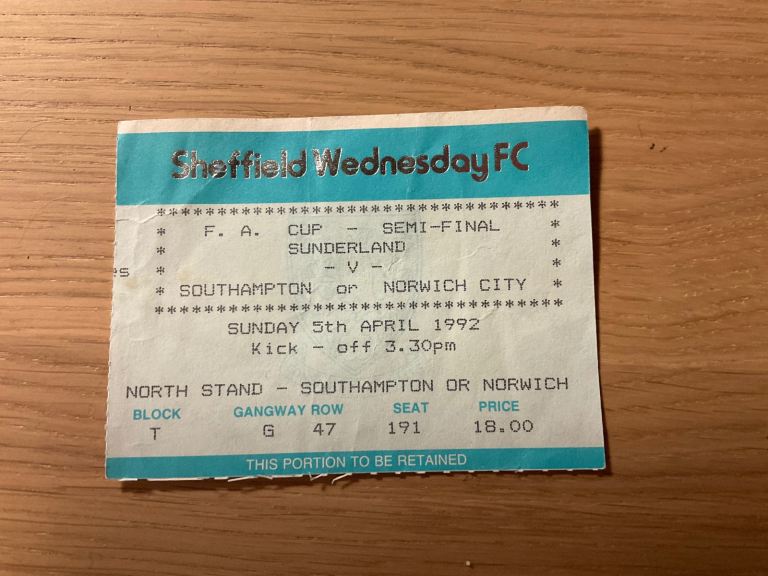 Sheffield Wednesday FC
***************************************
* F. A. CUP - SEMI-FINAL *
* SUNDERLAND *
* - V - *
* SOUTHAMPTON or NORWICH CITY *
***************************************
SUNDAY 5th APRIL 1992
Kick - off 3.30pm
NORTH STAND - SOUTHAMPTON OR NORWICH
BLOCK GANGWAY ROW SEAT PRICE
T G 47 191 18.00
THIS PORTION TO BE RETAINED